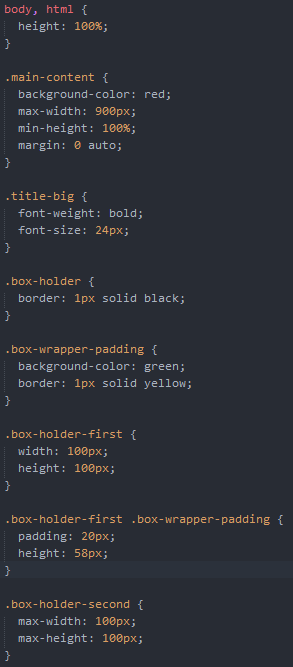 body, html {
  height: 100%;
}

.main-content {
  background-color: red;
  max-width: 900px;
  min-height: 100%;
  margin: 0 auto;
}

.title-big {
  font-weight: bold;
  font-size: 24px;
}

.box-holder {
  border: 1px solid black;
}

.box-wrapper-padding {
  background-color: green;
  border: 1px solid yellow;
}

.box-holder-first {
  width: 100px;
  height: 100px;
}

.box-holder-first .box-wrapper-padding {
  padding: 20px;
  height: 58px;
}

.box-holder-second {
  max-width: 100px;
  max-height: 100px;
}